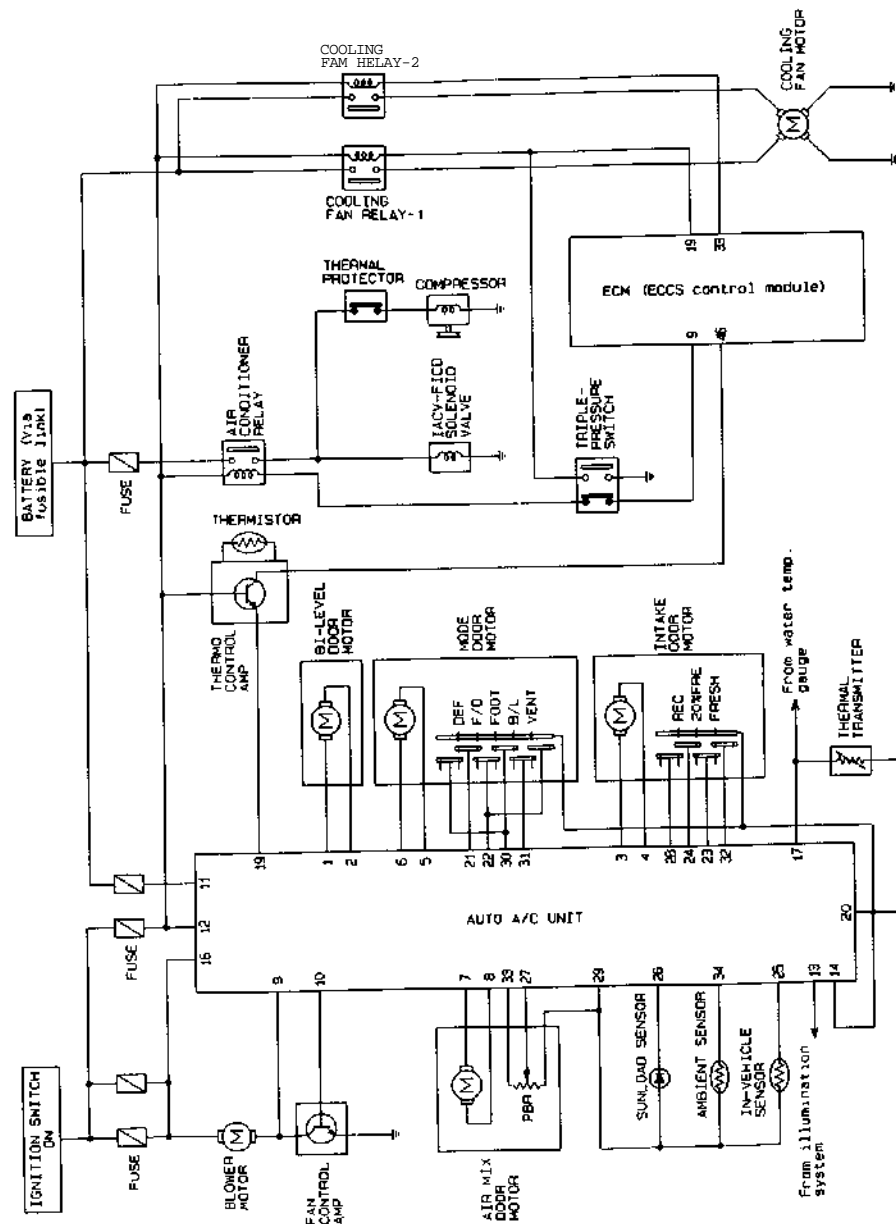 COOLING
FAM HELAY-2
COOLING
FAN MOTOR
M
COOLING
FAN RELAY-1
THERMAL
PROTECTOR
COMPRESSOR
19
33
ECM (ECCS control module)
9
46
BATTERY (Via
fusible link)
FUSE
AIR
CONDITIONER
RELAY
IACV-FICD
SOLENOID
VALVE
TRIPLE-
PRESSURE
SWITCH
THERMISTOR
THERMO
CONTROL
AMP
BI-LEVEL
DOOR
MOTOR
M
MODE
DOOR
MOTOR
M
DEF
F/D
FOOT
B/L
VENT
INTAKE
DOOR
MOTOR
M
REC
20%FRE
FRESH
From water temp.
gauge
THERMAL
TRANSMITTER
19
1
2
6
5
21
22
30
31
3
4
24
23
32
17
FUSE
11
12
16
AUTO A/C UNIT
20
9
10
7
8
27
29
26
34
25
13
14
IGNITION SWITCH
ON
FUSE
BLOWER
MOTOR
M
FAN
CONTROL
AMP
M
PBR
AIR MIX
DOOR
MOTOR
SUNLOAD SENSOR
AMBIENT SENSOR
IN-VEHICLE
SENSOR
From illumination
system